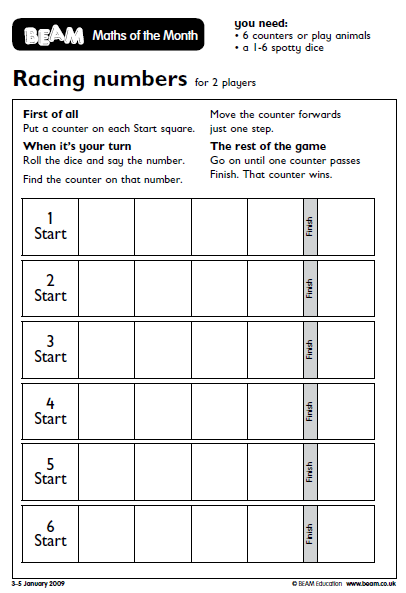 BEAM Maths of the Month
you need:
• 6 counters or play animals
• a 1-6 spotty dice
Racing numbers for 2 players
First of all
Put a counter on each Start square.
When it's your turn
Roll the dice and say the number.
Find the counter on that number.
Move the counter forwards
just one step.
The rest of the game
Go on until one counter passes
Finish. That counter wins.
1
Start
Finish
2
Start
Finish
3
Start
Finish
4
Start
Finish
5
Start
Finish
6
Start
Finish
3-5 January 2009
© BEAM Education www.beam.co.uk